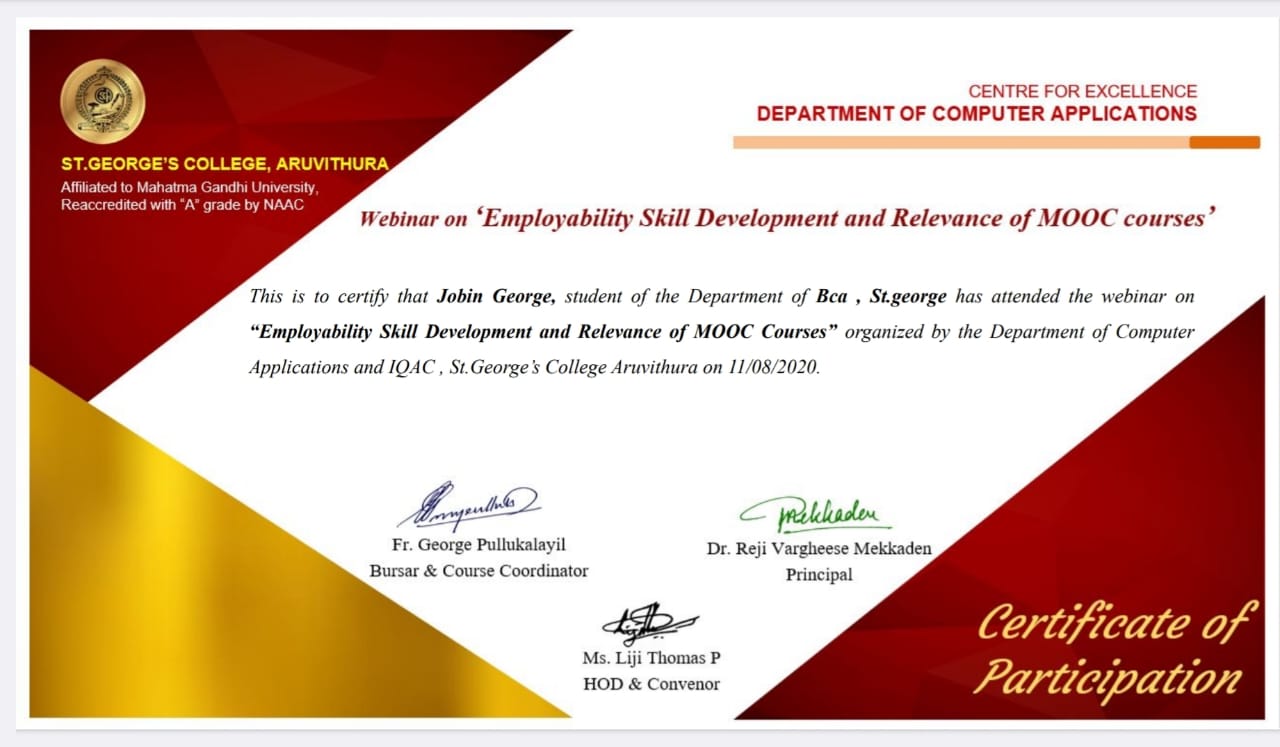 CENTRE FOR EXCELLENCE
DEPARTMENT OF COMPUTER APPLICATIONS
ST.GEORGE'S COLLEGE, ARUVITHURA
Affiliated to Mahatma Gandhi University,
Reaccredited with “A” grade by NAAC
Webinar on ‘Employability Skill Development and Relevance of MOOC courses’
This is to certify that Jobin George, student of the Department of Bca , St.george has attended the webinar on
“Employability Skill Development and Relevance of MOOC Courses” organized by the Department of Computer
Applications and IQAC , St.George’s College Aruvithura on 11/08/2020.
Fr. George Pullukalayil
Bursar & Course Coordinator
Mekkaden
Dr. Reji Vargheese Mekkaden
Principal
Ms. Liji Thomas P
HOD & Convenor
Certificate of
Participation